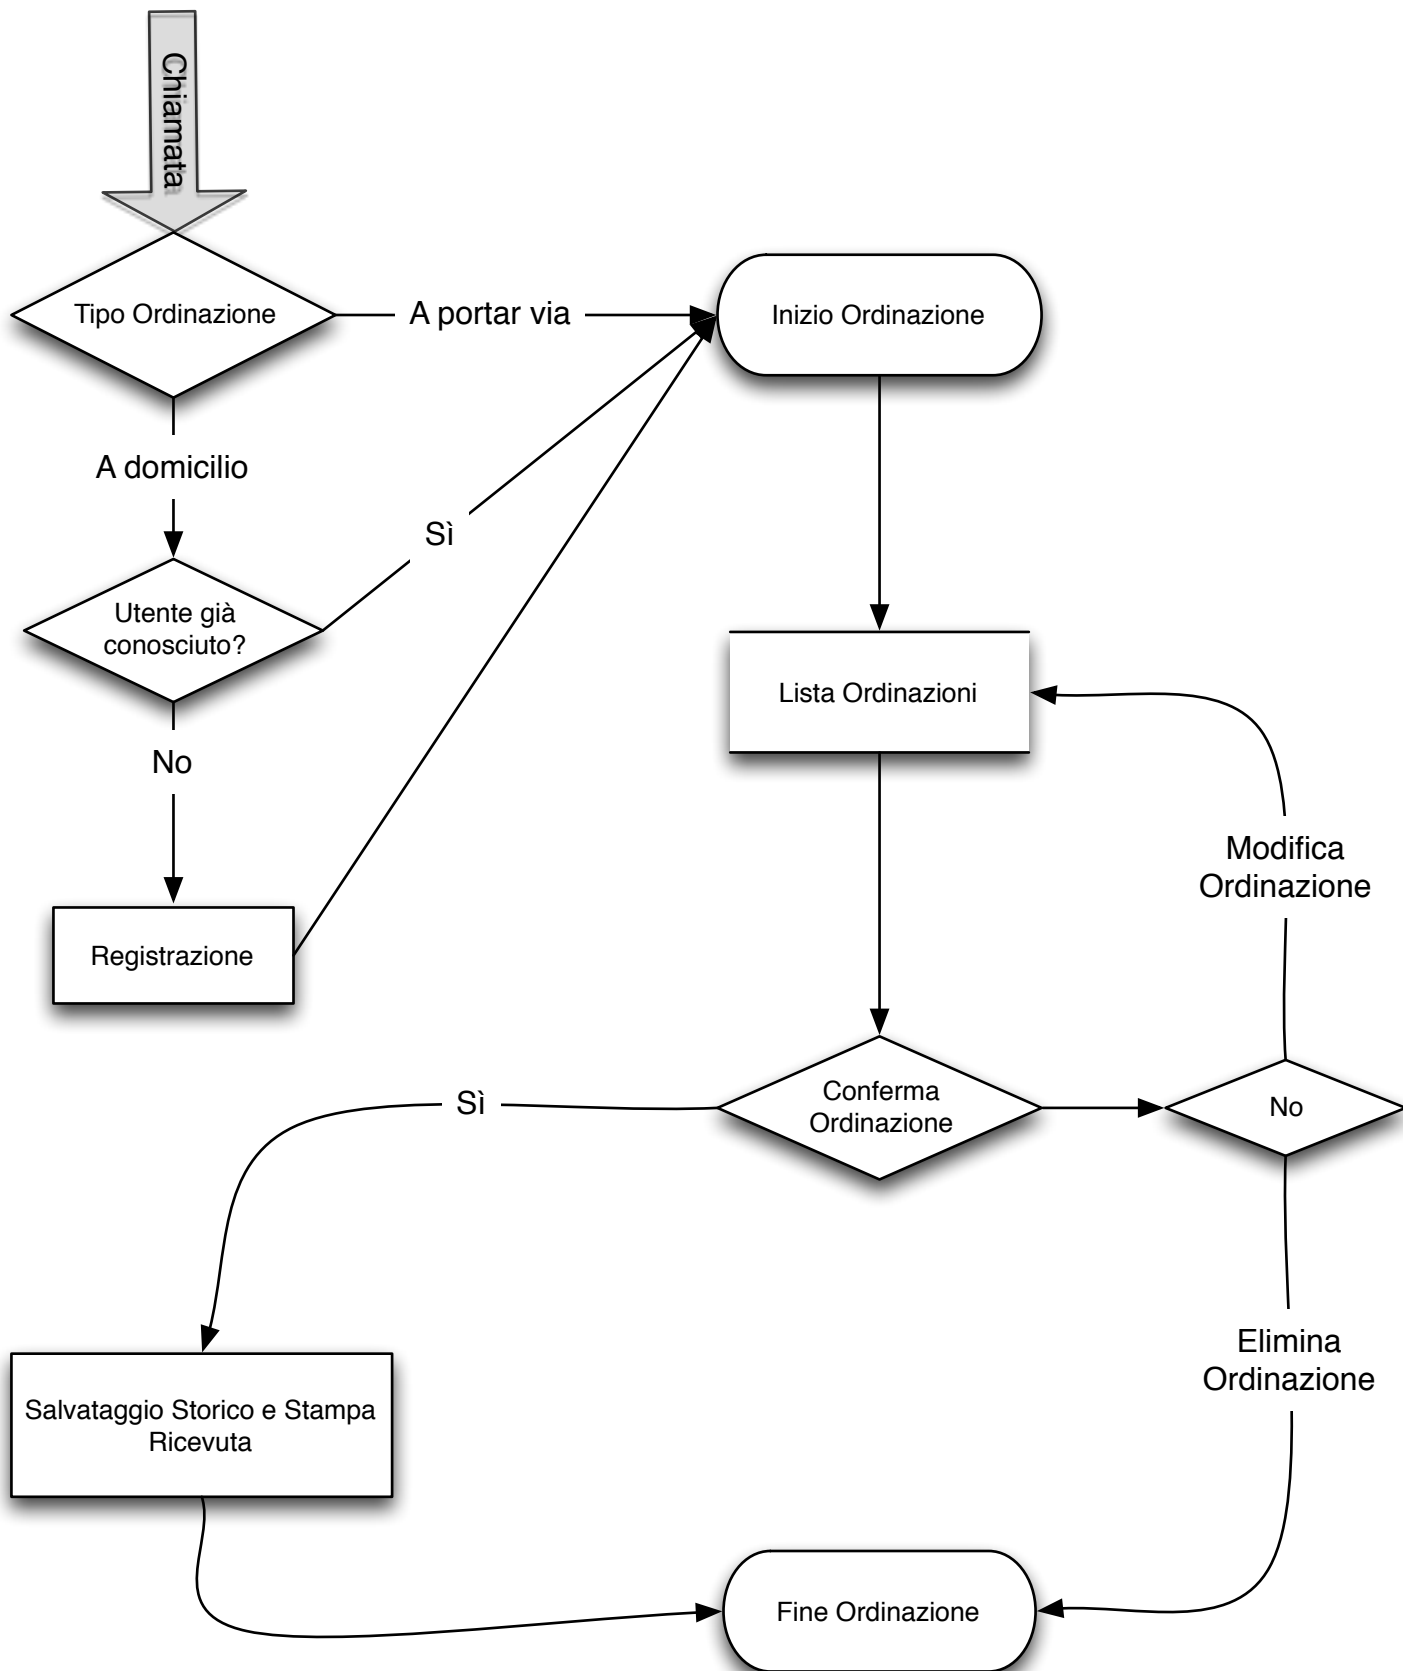 Chiamata
Tipo Ordinazione
A portar via
Inizio Ordinazione
A domicilio
Sì
Utente già
conosciuto?
No
Registrazione
Lista Ordinazioni
Modifica
Ordinazione
Conferma
Ordinazione
No
Sì
Elimina
Ordinazione
Salvataggio Storico e Stampa
Ricevuta
Fine Ordinazione